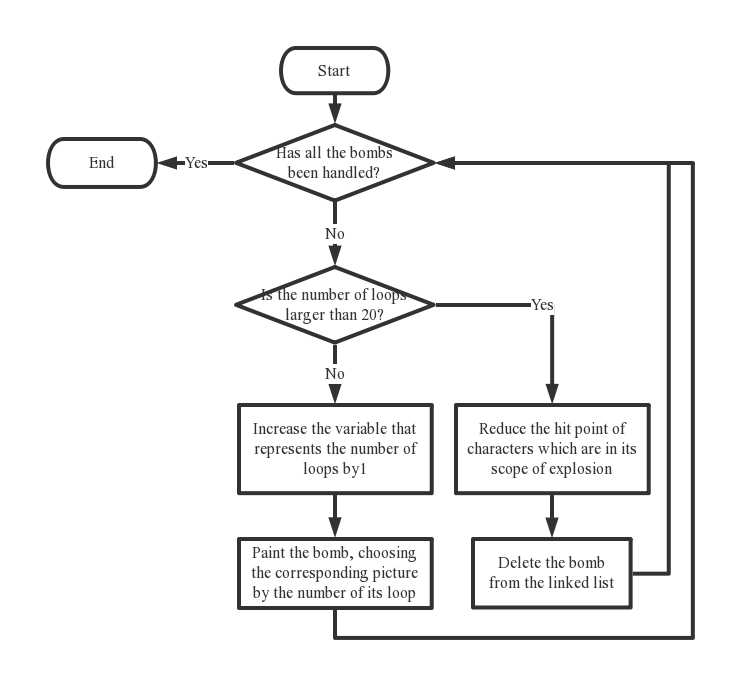 Start
Has all the bombs
been handled?
End
Yes
No
Is the number of loops
larger than 20?
Yes
No
Increase the variable that
represents the number of
loops by1
Reduce the hit point of
characters which are in its
scope of explosion
Paint the bomb, choosing
the corresponding picture
by the number of its loop
Delete the bomb
from the linked list